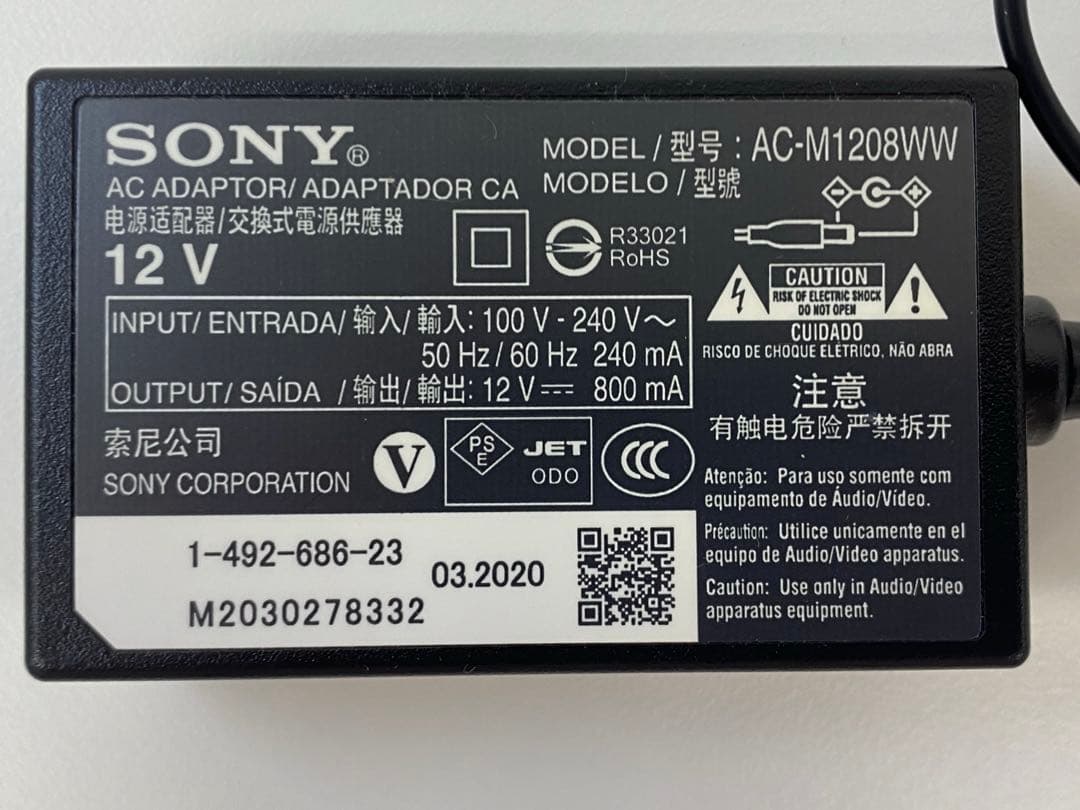 SONY®
AC ADAPTOR/ ADAPTADOR CA
电源适配器/交換式電源供應器
12 V
MODEL / 型号 : AC-M1208WW
MODELO / 型號
R33021
RoHS
CAUTION
RISK OF ELECTRIC SHOCK
DO NOT OPEN
CUIDADO
RISCO DE CHOQUE ELÉTRICO, NÃO ABRA
INPUT/ ENTRADA/ 输入/ 輸入: 100 V - 240 V～
50 Hz / 60 Hz 240 mA
OUTPUT/ SAÍDA / 输出/ 輸出: 12 V ⎓ 800 mA
注意
有触电危险严禁拆开
索尼公司
SONY CORPORATION
V
PS
E
JET
ODO
CCC
Atenção: Para uso somente com
equipamento de Áudio/Vídeo.
Précaution: Utilice unicamente en el
equipo de Audio/Video apparatus.
Caution: Use only in Audio/Video
apparatus equipment.
1-492-686-23
03.2020
M2030278332